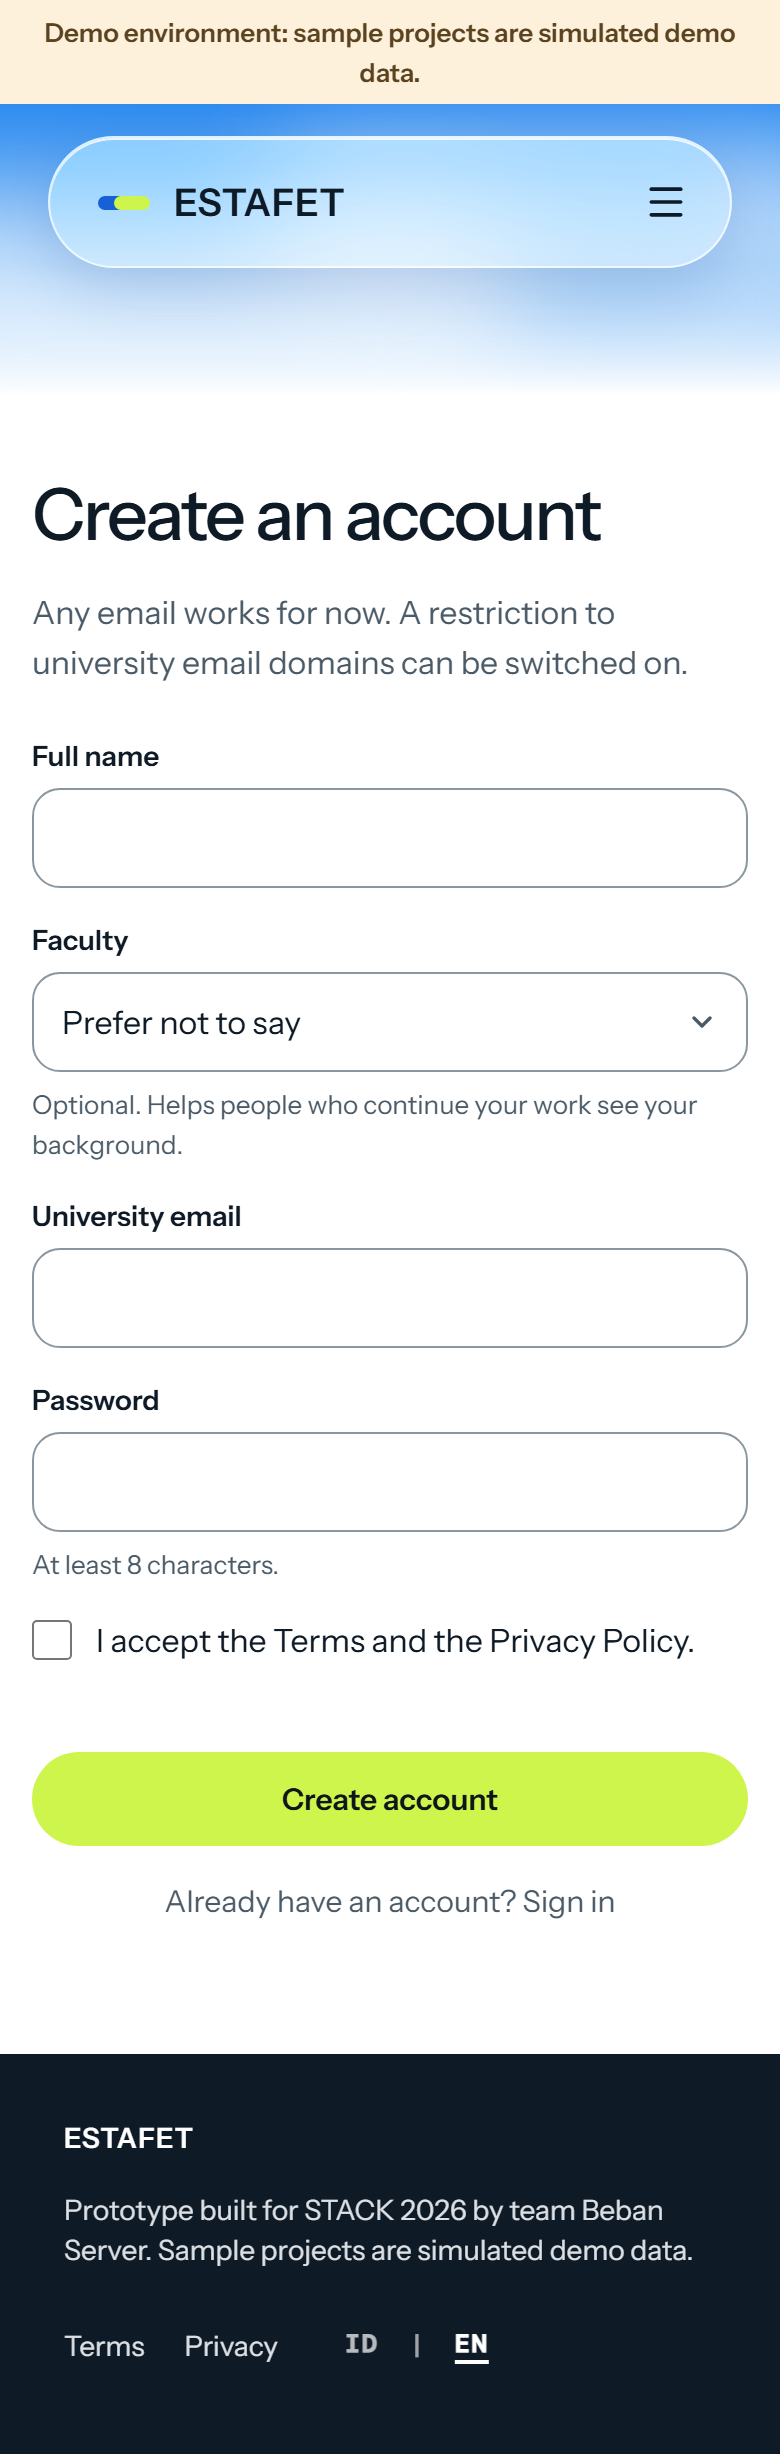 Demo environment: sample projects are simulated demo
data.
ESTAFET
Create an account
Any email works for now. A restriction to
university email domains can be switched on.
Full name
Faculty
Prefer not to say
Optional. Helps people who continue your work see your
background.
University email
Password
At least 8 characters.
I accept the Terms and the Privacy Policy.
Create account
Already have an account? Sign in
ESTAFET
Prototype built for STACK 2026 by team Beban
Server. Sample projects are simulated demo data.
Terms Privacy ID | EN